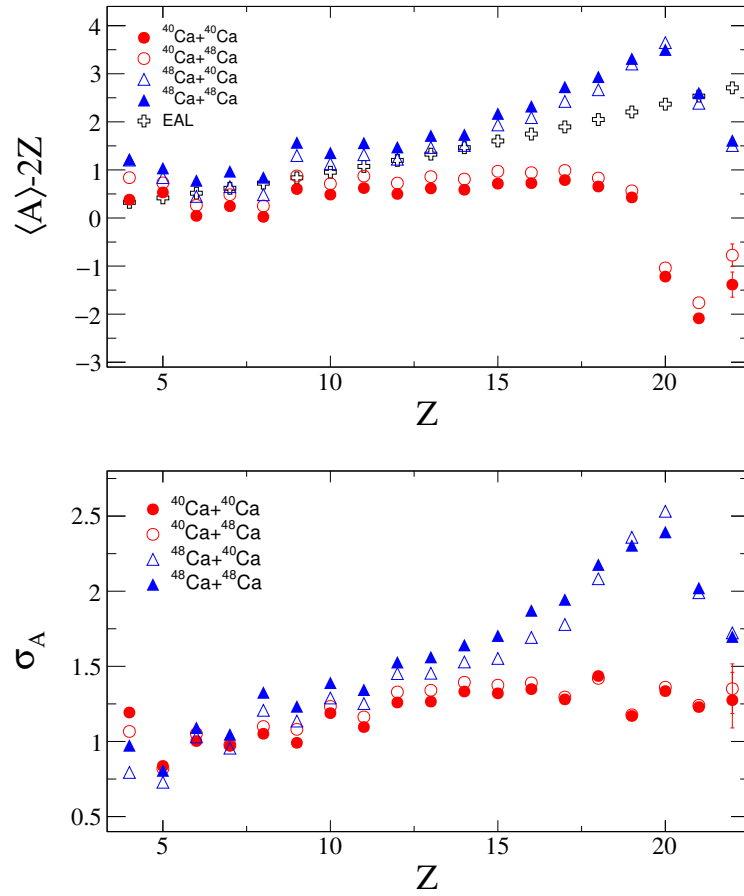 ⟨A⟩-2Z
4
3
2
1
0
−1
−2
−3
⁴⁰Ca+⁴⁰Ca
⁴⁰Ca+⁴⁸Ca
⁴⁸Ca+⁴⁰Ca
⁴⁸Ca+⁴⁸Ca
EAL
5 10 15 20
Z
σ_A
2.5
2
1.5
1
0.5
⁴⁰Ca+⁴⁰Ca
⁴⁰Ca+⁴⁸Ca
⁴⁸Ca+⁴⁰Ca
⁴⁸Ca+⁴⁸Ca
5 10 15 20
Z